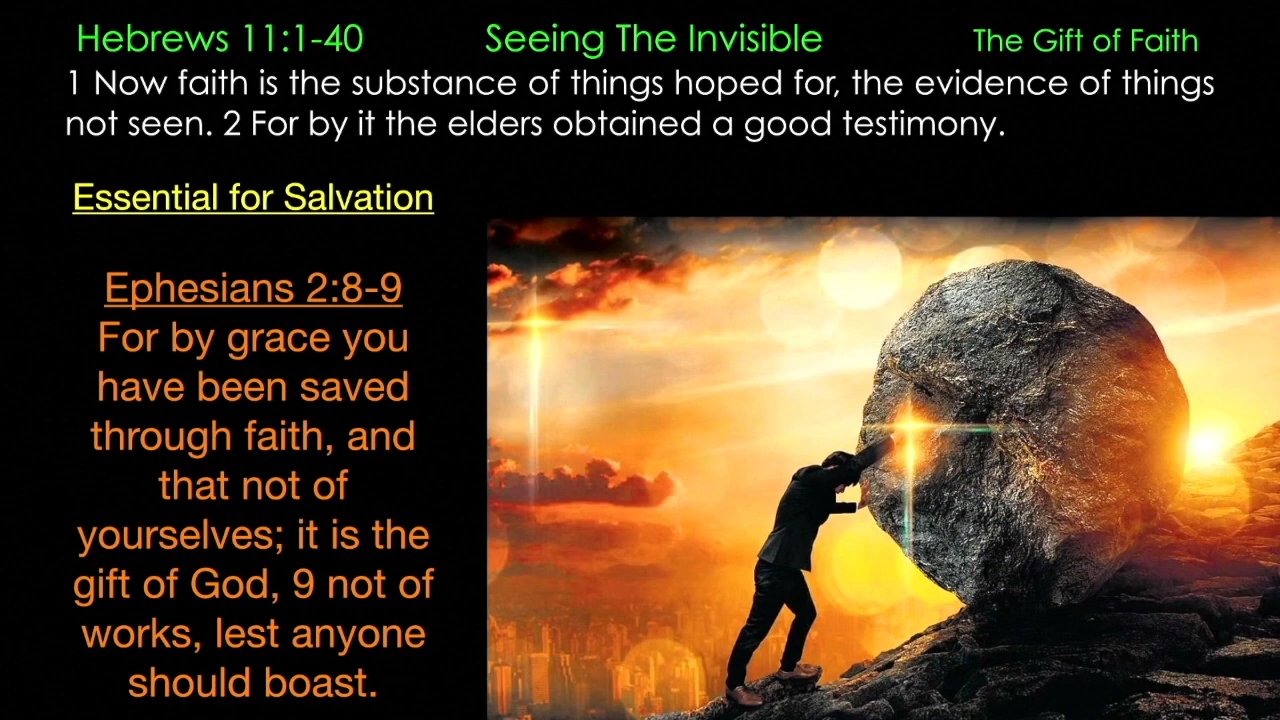 Hebrews 11:1-40 Seeing The Invisible The Gift of Faith
1 Now faith is the substance of things hoped for, the evidence of things
not seen. 2 For by it the elders obtained a good testimony.
Essential for Salvation
Ephesians 2:8-9
For by grace you
have been saved
through faith, and
that not of
yourselves; it is the
gift of God, 9 not of
works, lest anyone
should boast.